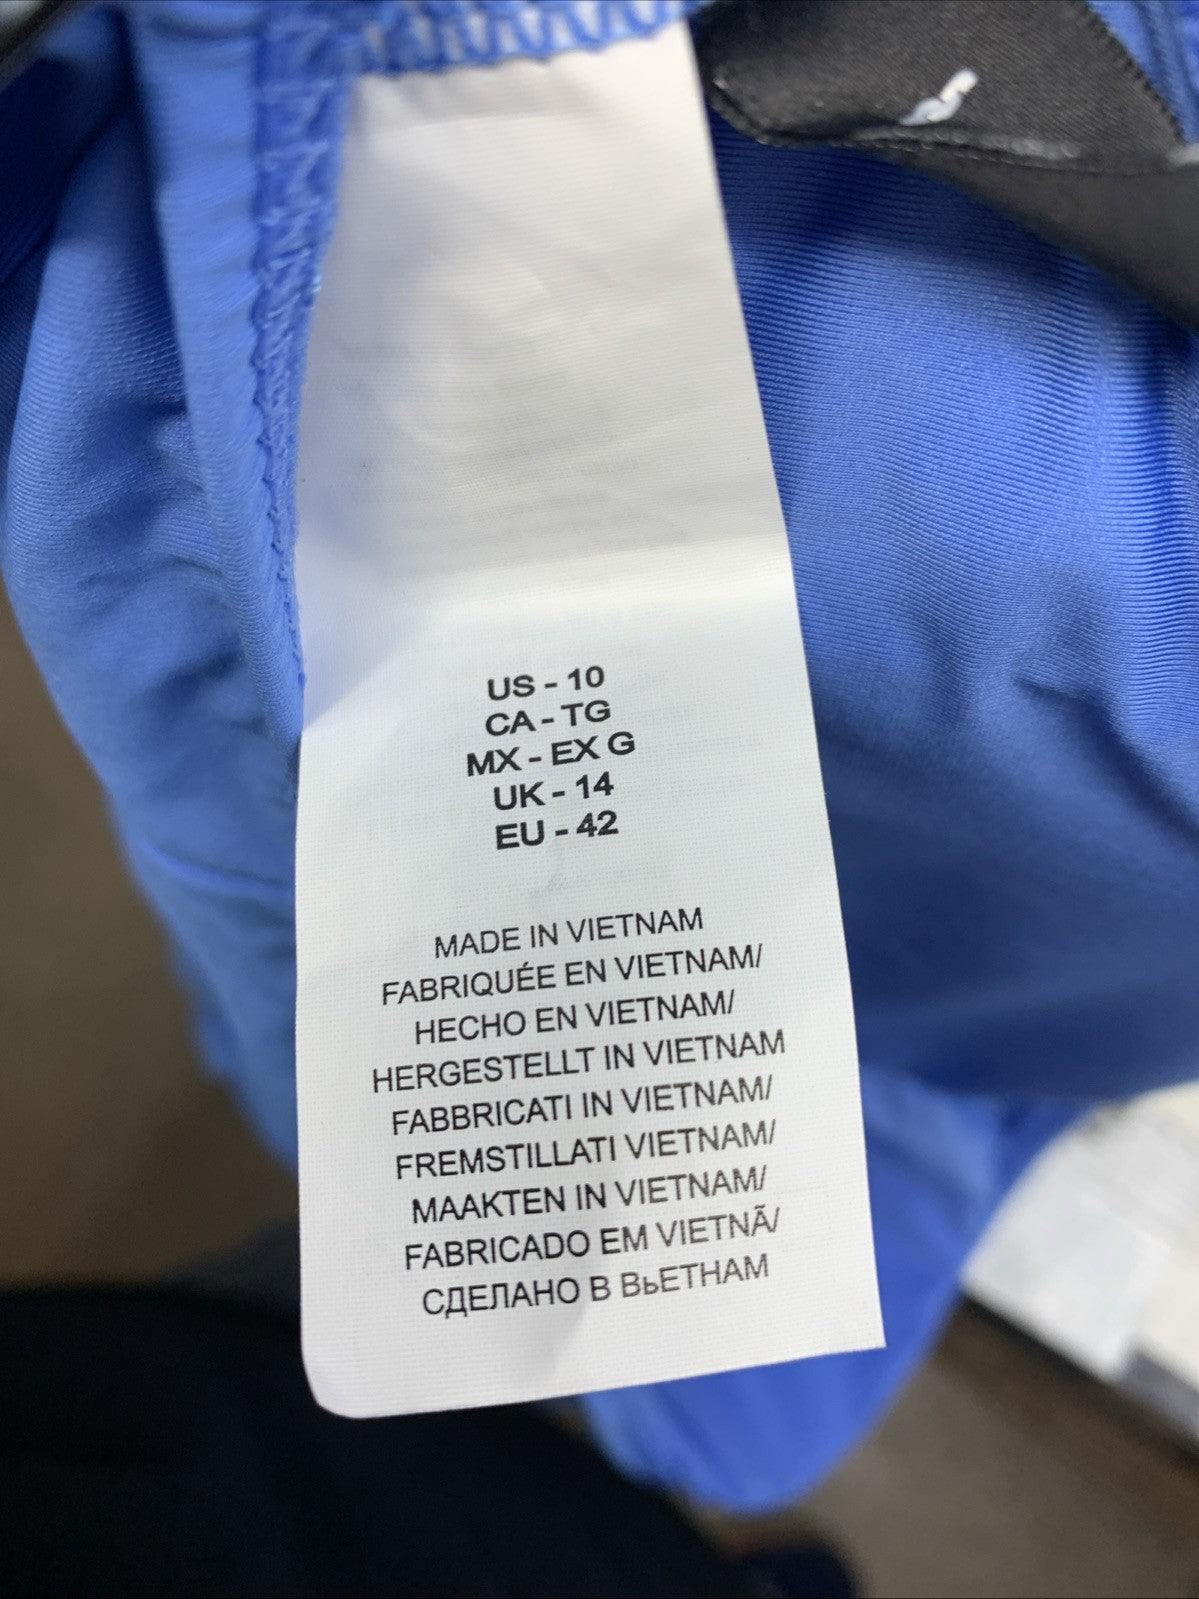 US - 10
CA - TG
MX - EX G
UK - 14
EU - 42
MADE IN VIETNAM
FABRIQUÉE EN VIETNAM/
HECHO EN VIETNAM/
HERGESTELLT IN VIETNAM
FABBRICATI IN VIETNAM/
FREMSTILLATI VIETNAM/
MAAKTEN IN VIETNAM/
FABRICADO EM VIETNÃ/
СДЕЛАНО В ВьЕТНАМ